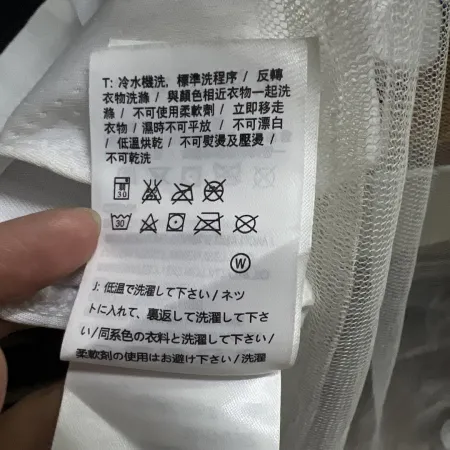 T: 冷水機洗，標準洗程序 / 反轉
衣物洗滌 / 與顏色相近衣物一起洗
滌 / 不可使用柔軟劑 / 立即移走
衣物 / 濕時不可平放 / 不可漂白
/ 低溫烘乾 / 不可熨燙及壓燙 /
不可乾洗
30
30
W
J: 低温で洗濯して下さい / ネッ
トに入れて、裏返して洗濯して下さ
い / 同系色の衣料と洗濯して下さい /
柔軟剤の使用はお避け下さい / 洗濯